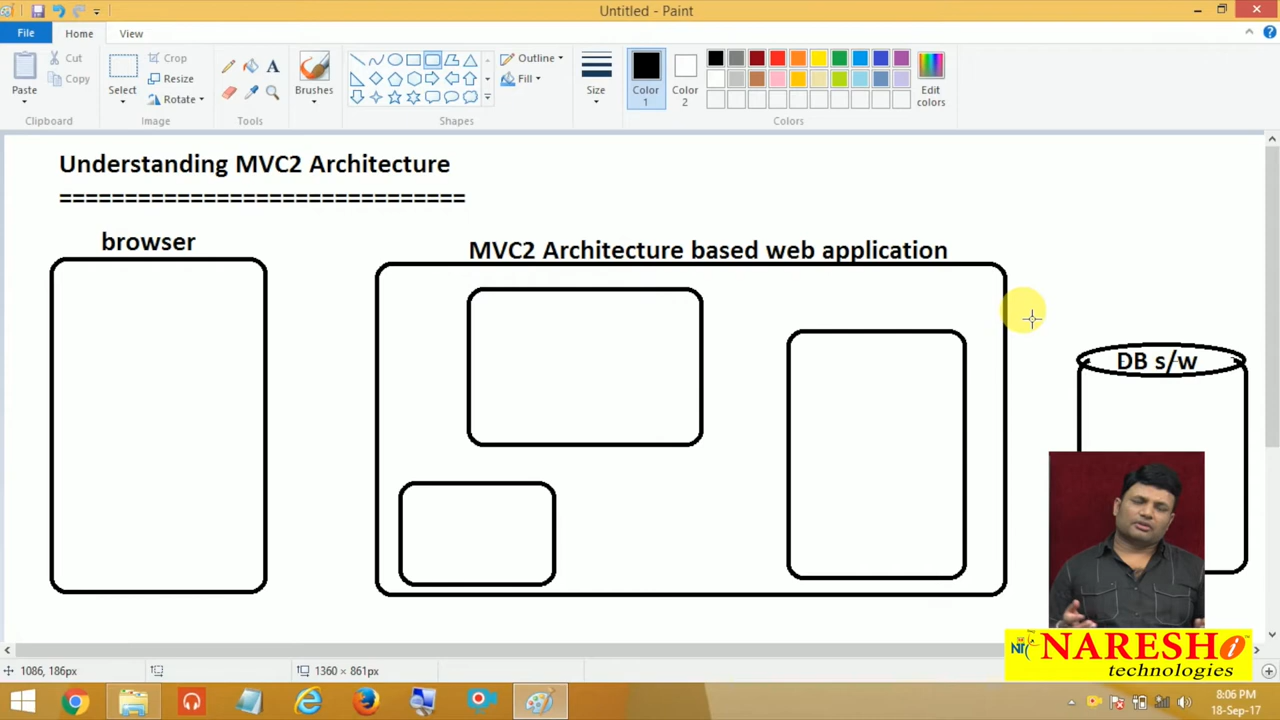 Untitled - Paint
File
Home
View
Paste
Cut
Copy
Clipboard
Select
Crop
Resize
Rotate
Image
A
Tools
Brushes
Outline
Fill
Shapes
Size
Color 1
Color 2
Edit colors
Colors
Understanding MVC2 Architecture
===============================
browser
MVC2 Architecture based web application
DB s/w
NARESH i
technologies
1086, 186px
1360 × 861px
8:06 PM
18-Sep-17